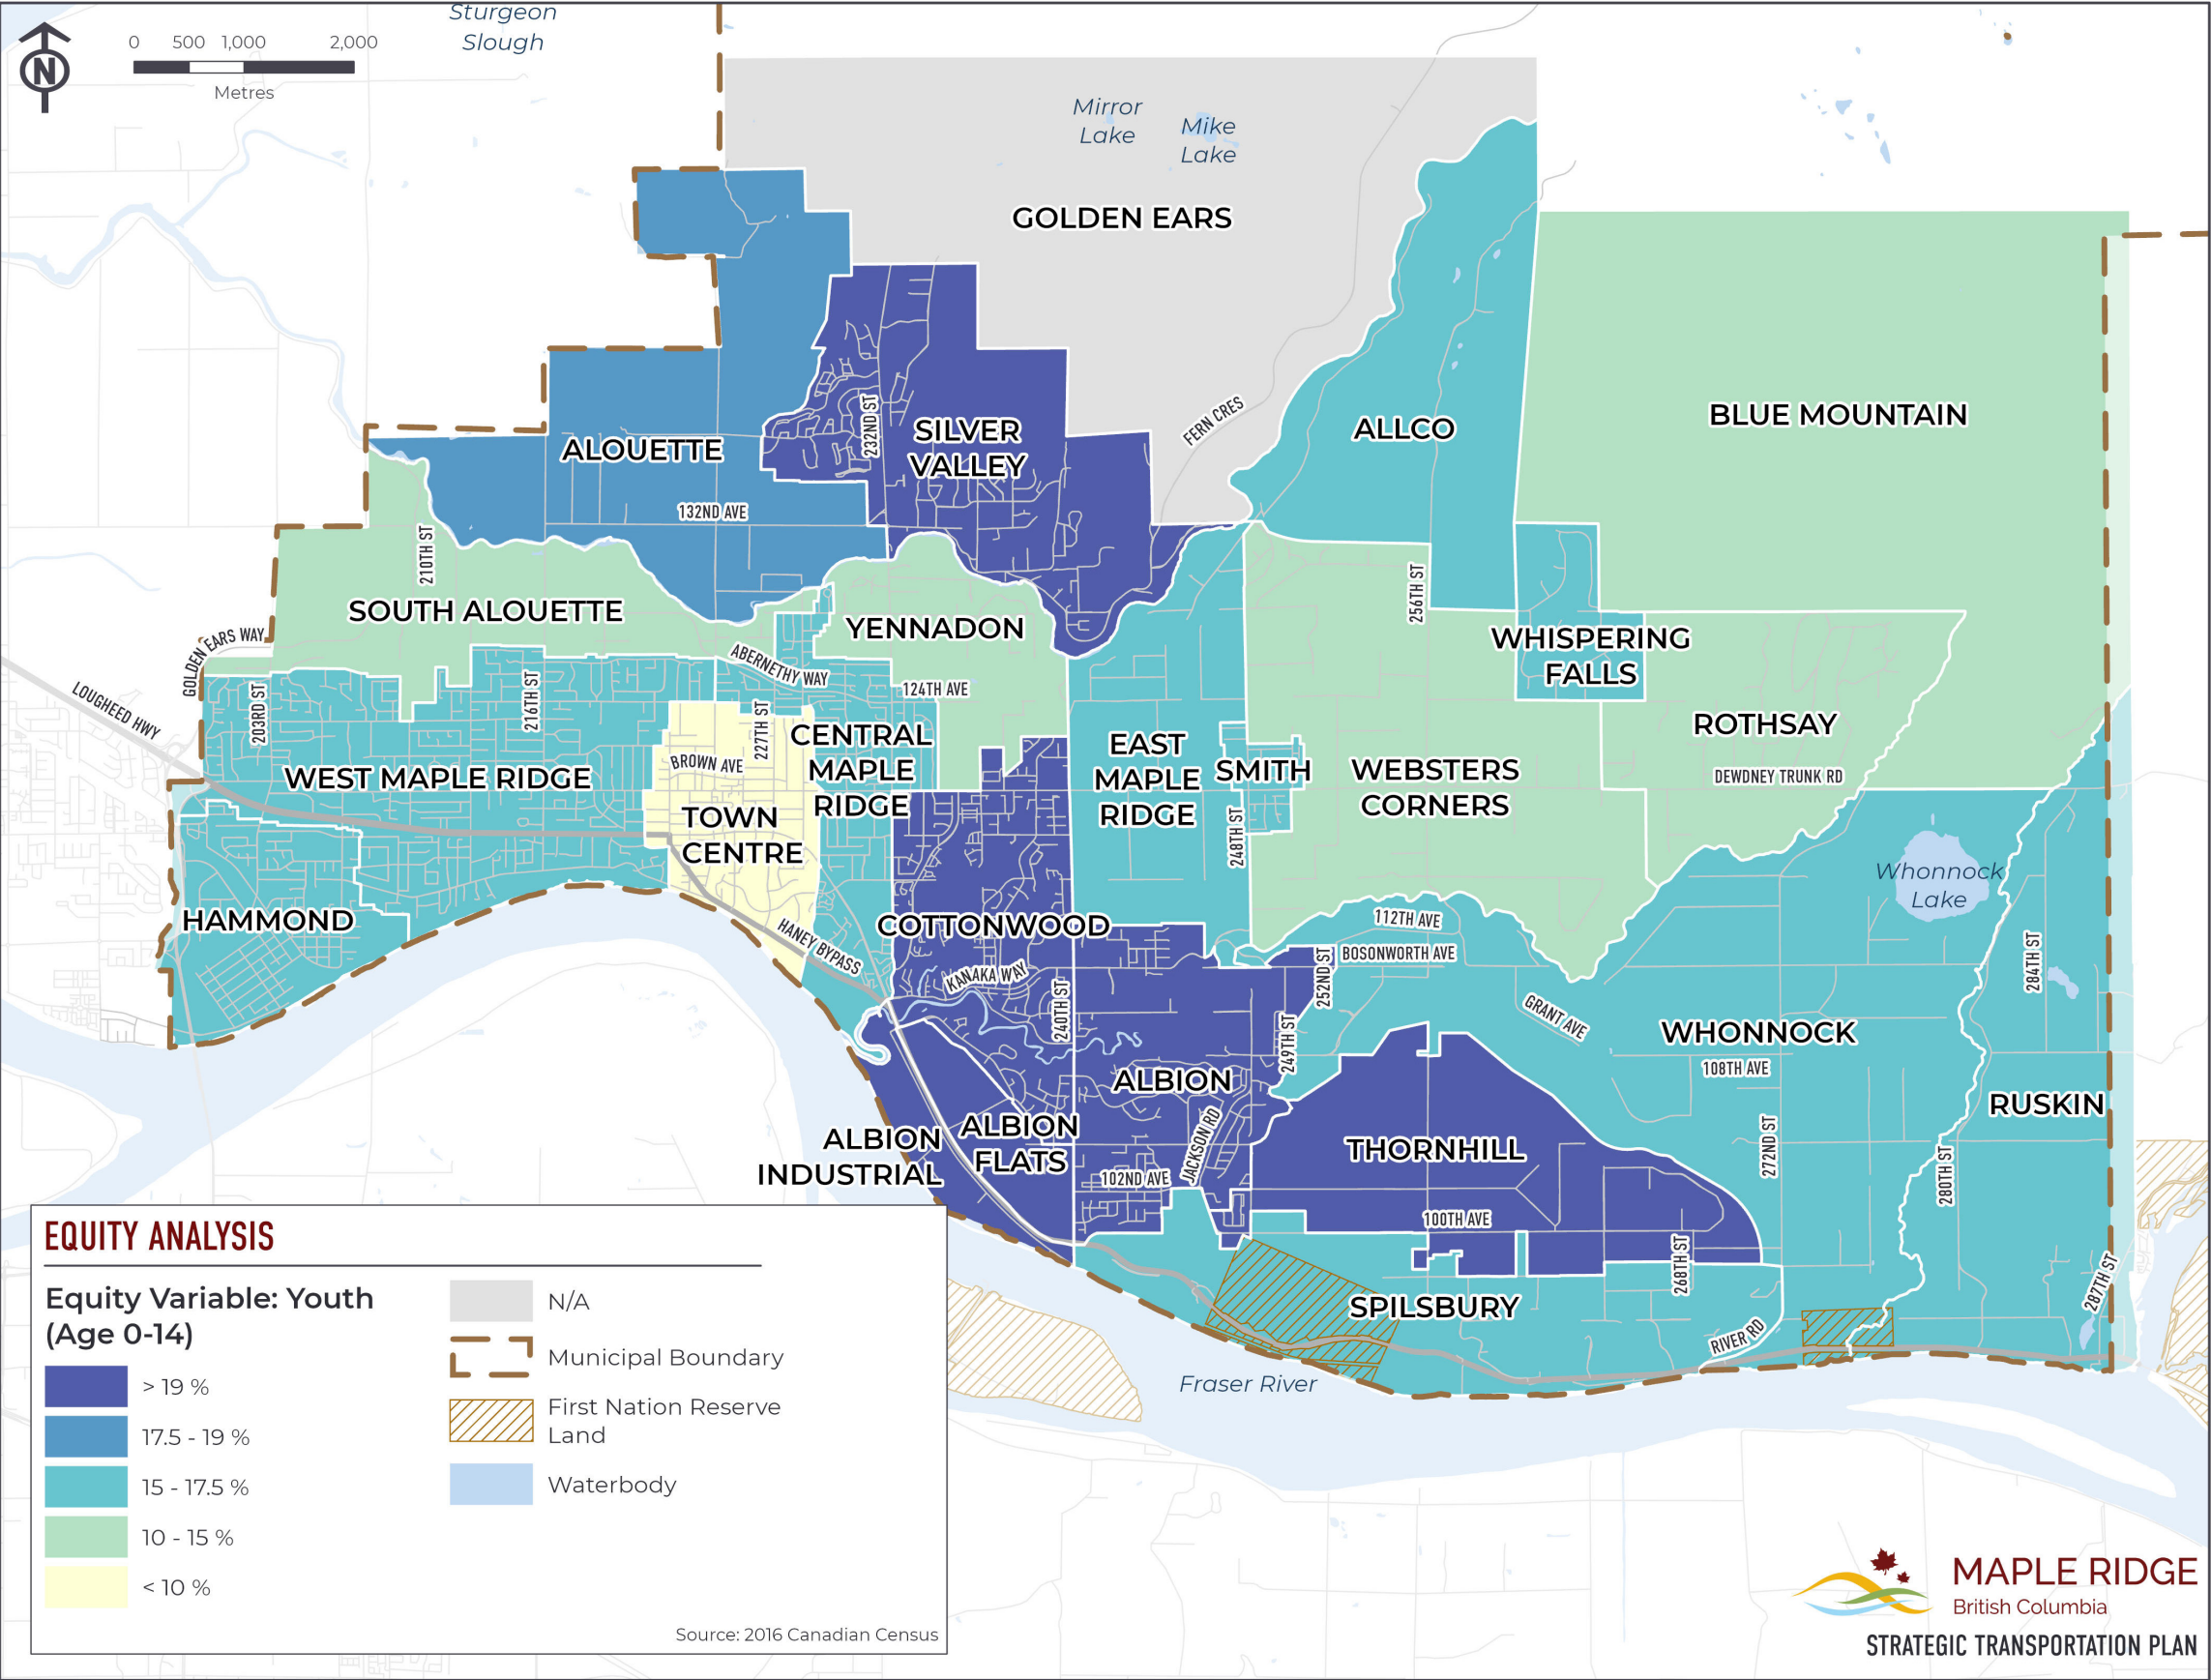 Sturgeon
Slough
N
0 500 1,000 2,000
Metres
Mirror
Lake
Mike
Lake
GOLDEN EARS
FERN CRES
ALLCO
BLUE MOUNTAIN
232ND ST
SILVER
VALLEY
ALOUETTE
132ND AVE
210TH ST
SOUTH ALOUETTE
YENNADON
256TH ST
WHISPERING
FALLS
GOLDEN EARS WAY
LOUGHEED HWY
203RD ST
216TH ST
ABERNETHY WAY
124TH AVE
227TH ST
BROWN AVE
WEST MAPLE RIDGE
TOWN
CENTRE
CENTRAL
MAPLE
RIDGE
EAST
MAPLE
RIDGE
SMITH
WEBSTERS
CORNERS
ROTHSAY
DEWDNEY TRUNK RD
248TH ST
Whonnock
Lake
HAMMOND
COTTONWOOD
HANEY BYPASS
KANAKA WAY
240TH ST
112TH AVE
BOSONWORTH AVE
252ND ST
249TH ST
GRANT AVE
284TH ST
WHONNOCK
108TH AVE
ALBION
RUSKIN
ALBION
INDUSTRIAL
ALBION
FLATS
JACKSON RD
102ND AVE
THORNHILL
272ND ST
280TH ST
100TH AVE
268TH ST
287TH ST
SPILSBURY
RIVER RD
Fraser River
EQUITY ANALYSIS
Equity Variable: Youth
(Age 0-14)
> 19 %
17.5 - 19 %
15 - 17.5 %
10 - 15 %
< 10 %
N/A
Municipal Boundary
First Nation Reserve
Land
Waterbody
Source: 2016 Canadian Census
MAPLE RIDGE
British Columbia
STRATEGIC TRANSPORTATION PLAN